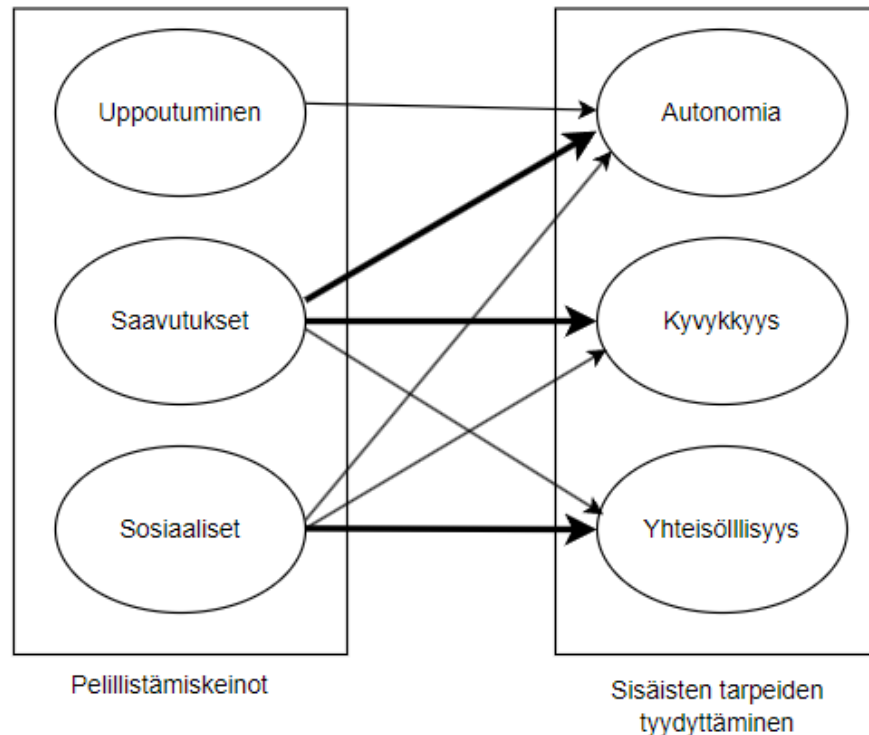 Uppoutuminen
Autonomia
Saavutukset
Kyvykkyys
Sosiaaliset
Yhteisölllisyys
Pelillistämiskeinot
Sisäisten tarpeiden
tyydyttäminen